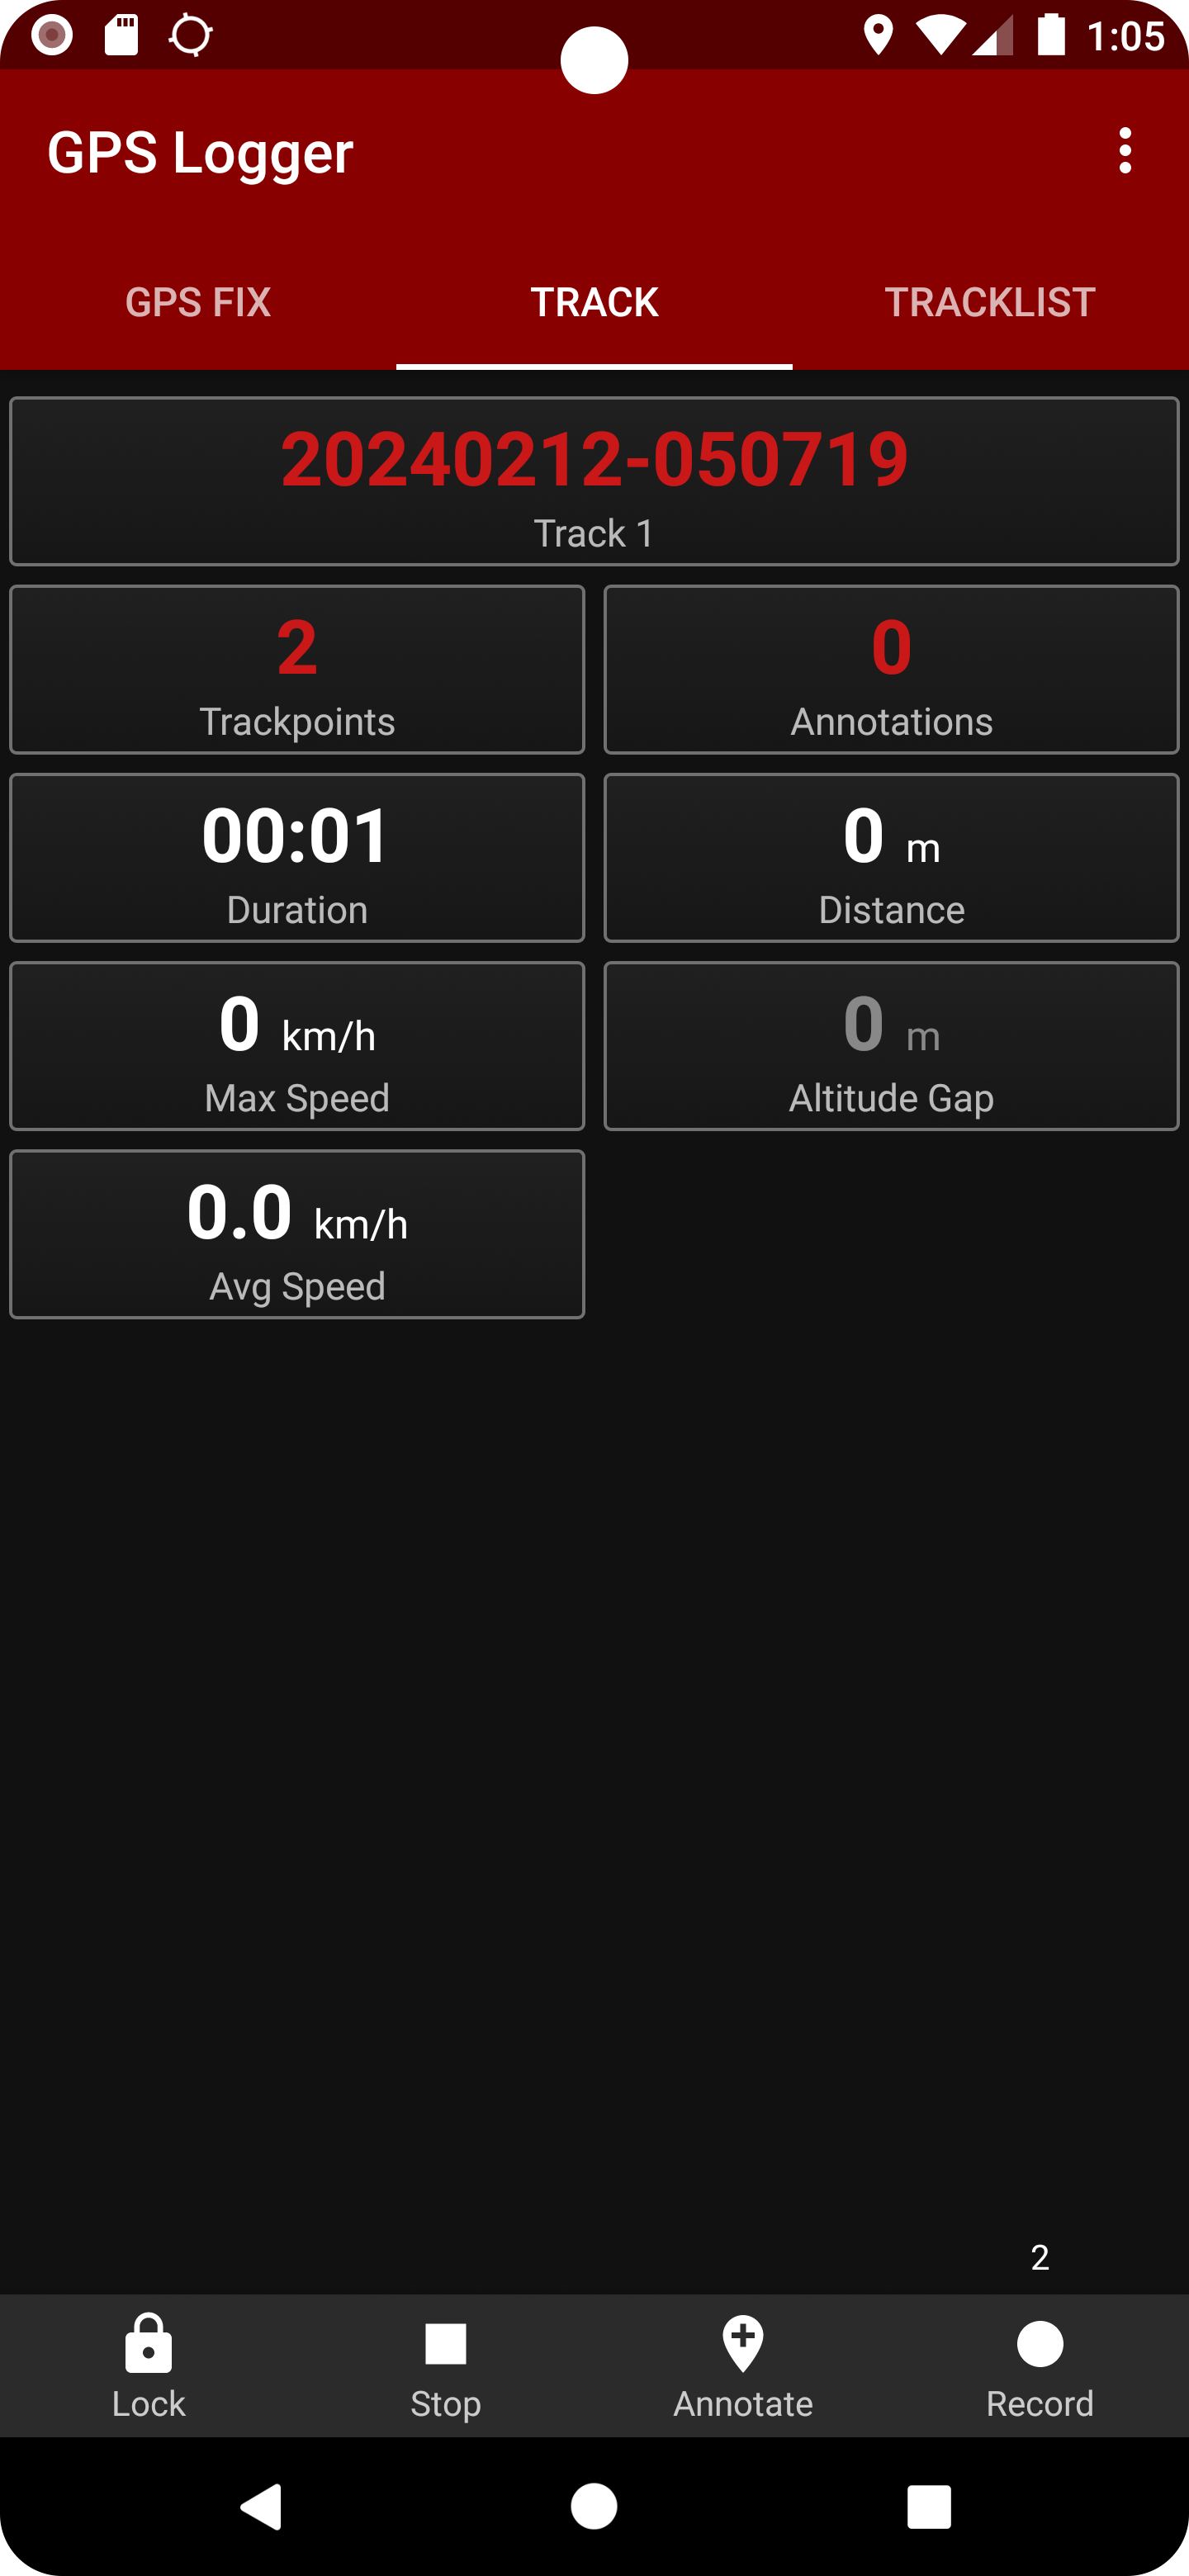 1:05
GPS Logger
GPS FIX TRACK TRACKLIST
20240212-050719
Track 1
2
Trackpoints
0
Annotations
00:01
Duration
0 m
Distance
0 km/h
Max Speed
0 m
Altitude Gap
0.0 km/h
Avg Speed
2
Lock Stop Annotate Record